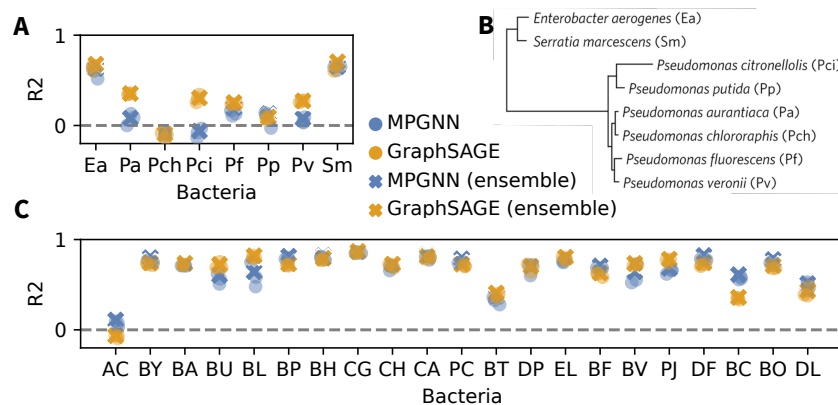 A
1
R2
0
Ea Pa Pch Pci Pf Pp Pv Sm
Bacteria
B
Enterobacter aerogenes (Ea)
Serratia marcescens (Sm)
Pseudomonas citronellolis (Pci)
Pseudomonas putida (Pp)
Pseudomonas aurantiaca (Pa)
Pseudomonas chlororaphis (Pch)
Pseudomonas fluorescens (Pf)
Pseudomonas veronii (Pv)
MPGNN
GraphSAGE
MPGNN (ensemble)
GraphSAGE (ensemble)
C
1
R2
0
AC BY BA BU BL BP BH CG CH CA PC BT DP EL BF BV PJ DF BC BO DL
Bacteria